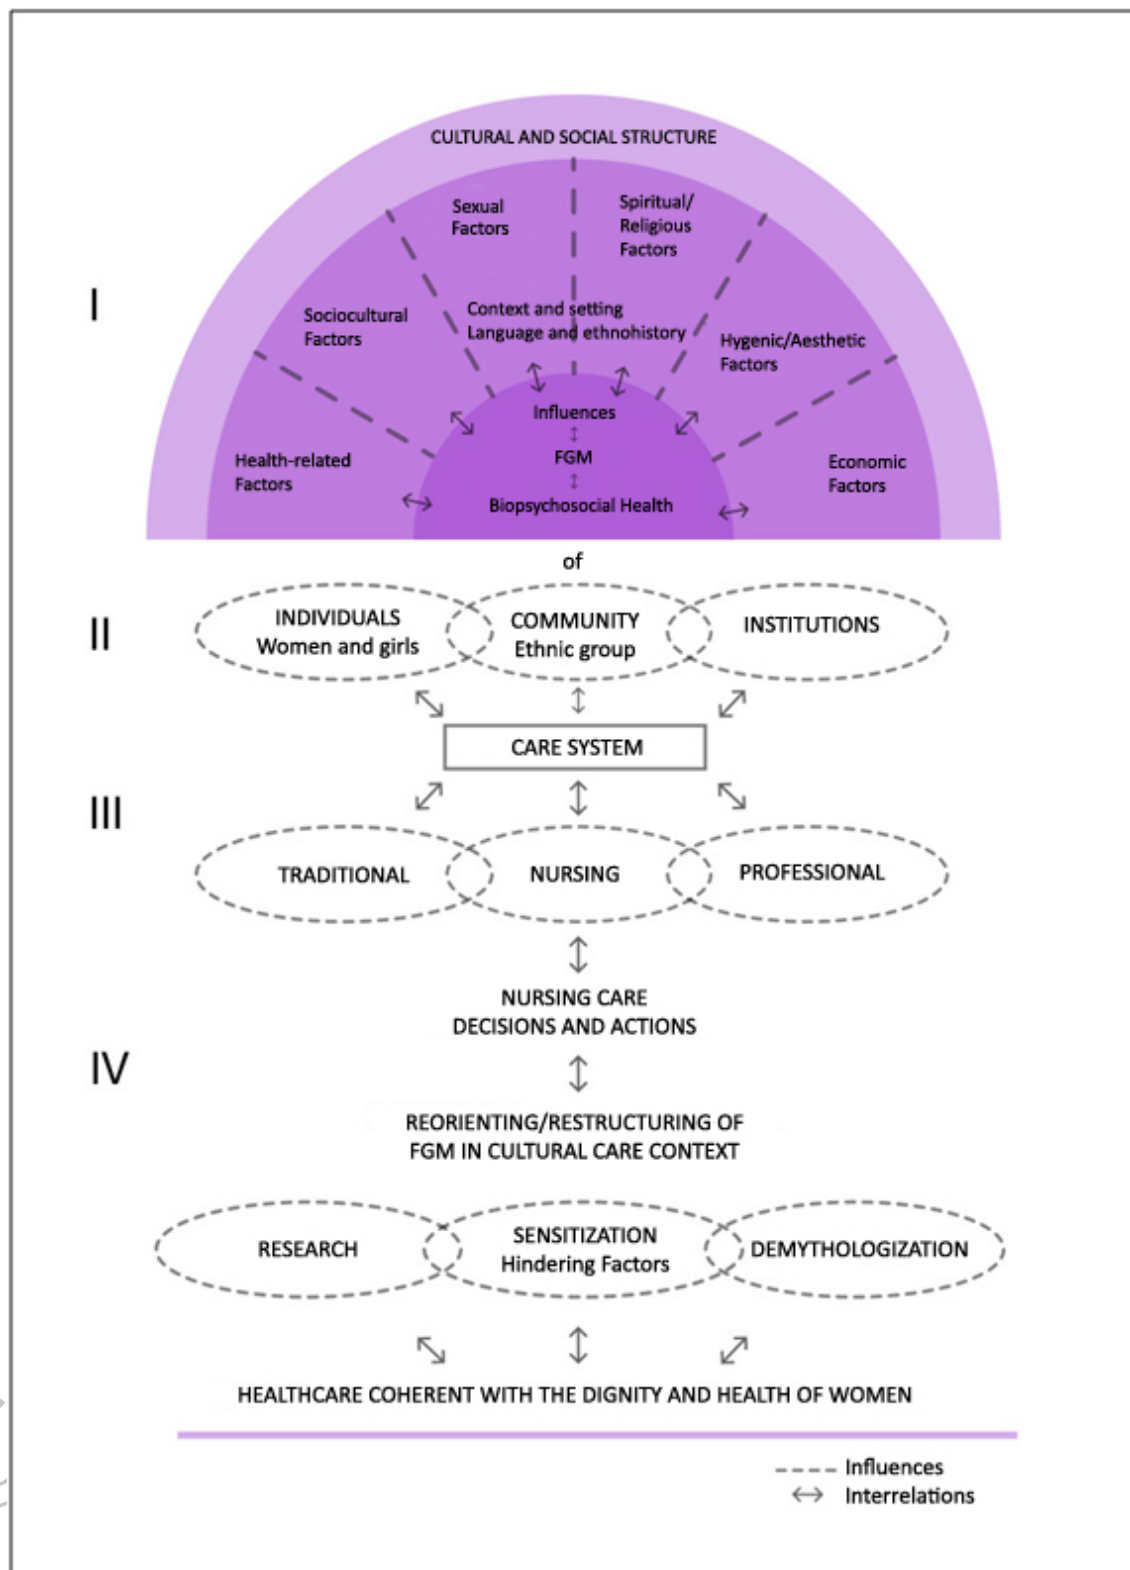 CULTURAL AND SOCIAL STRUCTURE
Sexual
Factors
Spiritual/
Religious
Factors
I
Sociocultural
Factors
Context and setting
Language and ethnohistory
Hygenic/Aesthetic
Factors
Influences
Health-related
Factors
FGM
Economic
Factors
Biopsychosocial Health
of
II
INDIVIDUALS
Women and girls
COMMUNITY
Ethnic group
INSTITUTIONS
CARE SYSTEM
III
TRADITIONAL
NURSING
PROFESSIONAL
NURSING CARE
DECISIONS AND ACTIONS
IV
REORIENTING/RESTRUCTURING OF
FGM IN CULTURAL CARE CONTEXT
RESEARCH
SENSITIZATION
Hindering Factors
DEMYTHOLOGIZATION
HEALTHCARE COHERENT WITH THE DIGNITY AND HEALTH OF WOMEN
Influences
Interrelations